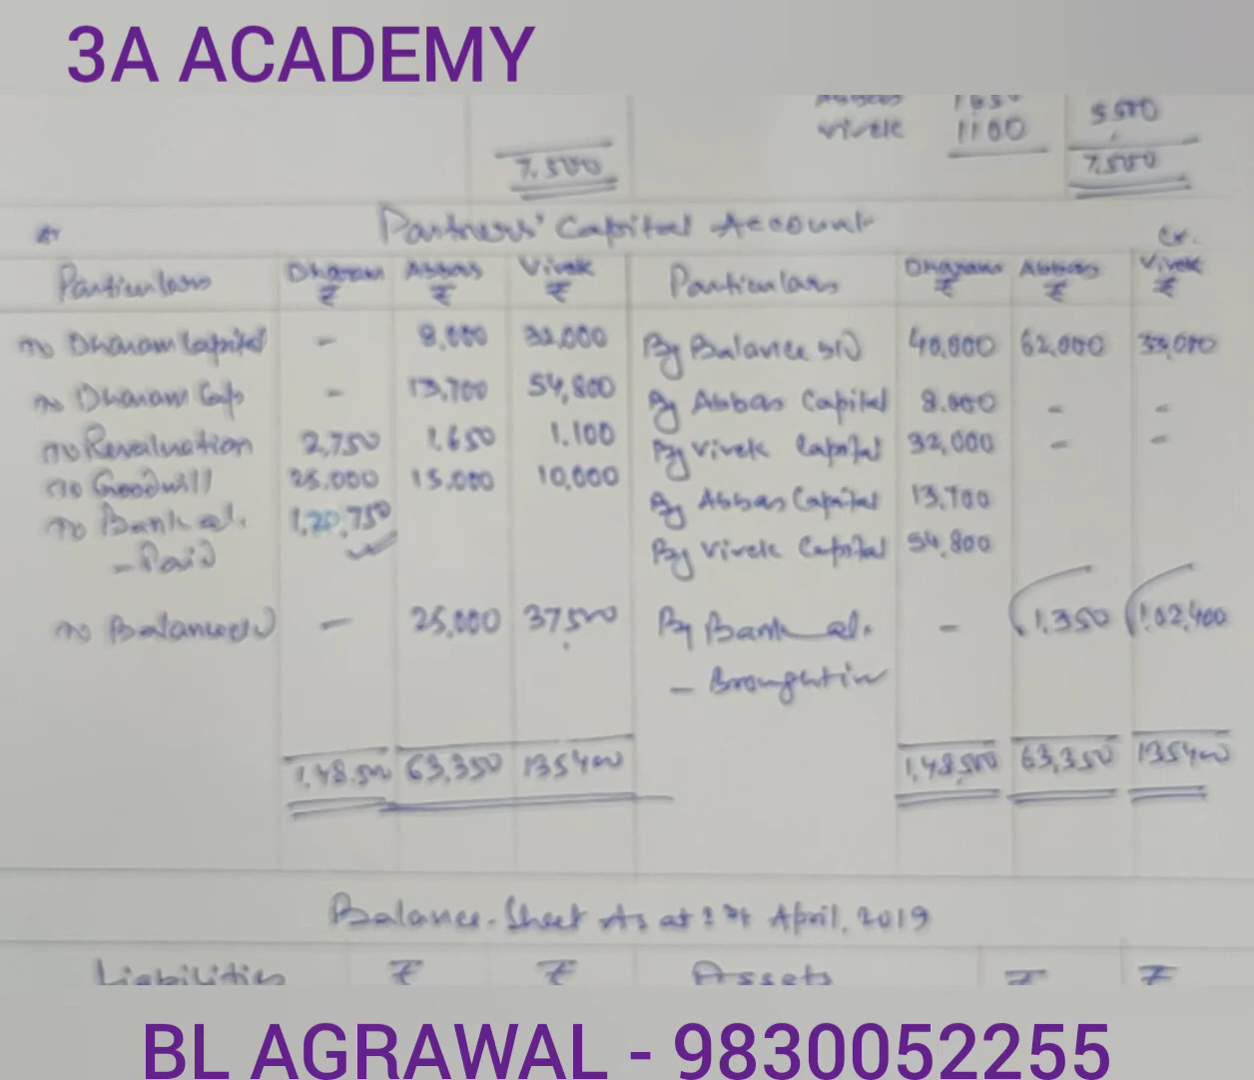 3A ACADEMY
5,500
Vivek 1100
7,500 7,500
Partners' Capital Account
Dr Cr.
Particulars Dharam ₹ Abbas ₹ Vivek ₹ Particulars Dharam ₹ Abbas ₹ Vivek ₹
To Dharam Capital - 8,000 32,000 By Balance b/d 40,000 62,000 33,000
To Dharam Cap - 13,700 54,800 By Abbas Capital 8,000 - -
To Revaluation 2,750 1,650 1,100 By Vivek Capital 32,000 - -
To Goodwill 25,000 15,000 10,000 By Abbas Capital 13,700
To Bank a/c. 1,20,750 By Vivek Capital 54,800
- Paid
To Balance c/d - 25,000 37,500 By Bank a/c. - 1,350 1,02,400
- Brought in
1,48,500 63,350 135400 1,48,500 63,350 135400
Balance-Sheet As at 1st April, 2019
Liabilities ₹ ₹ Assets ₹ ₹
BL AGRAWAL - 9830052255